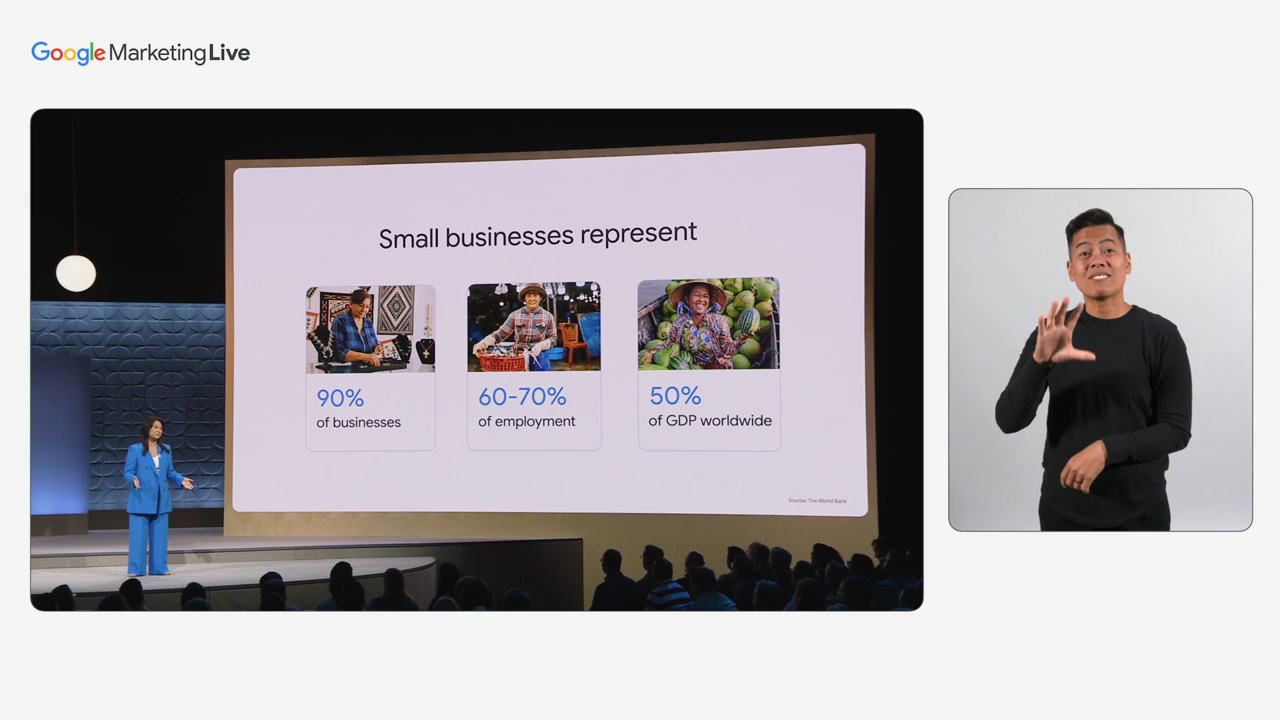 Google Marketing Live
Small businesses represent
90%
of businesses
60-70%
of employment
50%
of GDP worldwide
Source: The World Bank